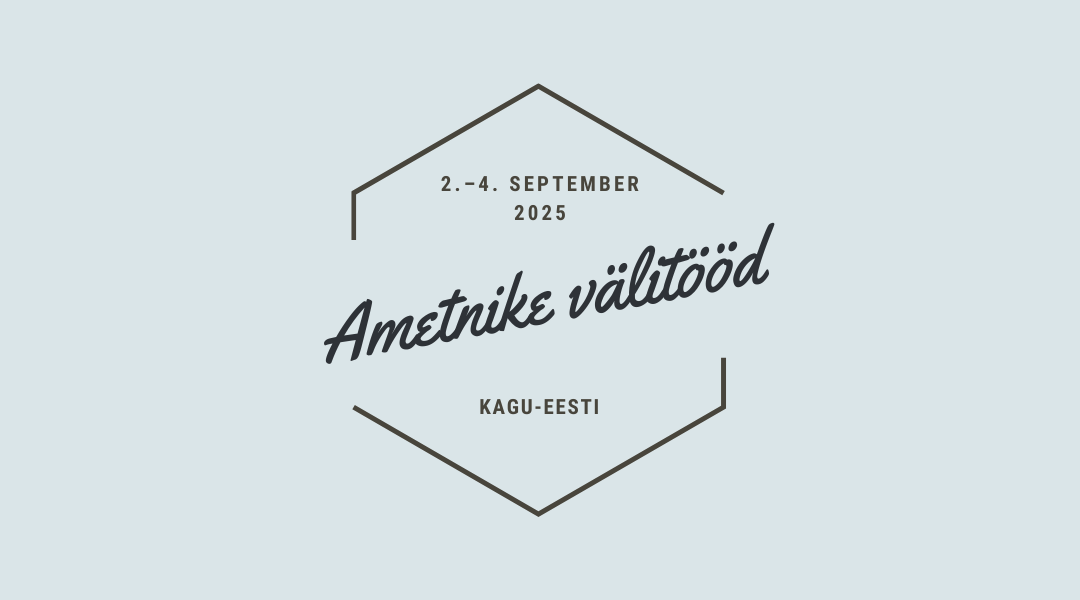 2.–4. SEPTEMBER
2025
Ametnike välitööd
KAGU-EESTI